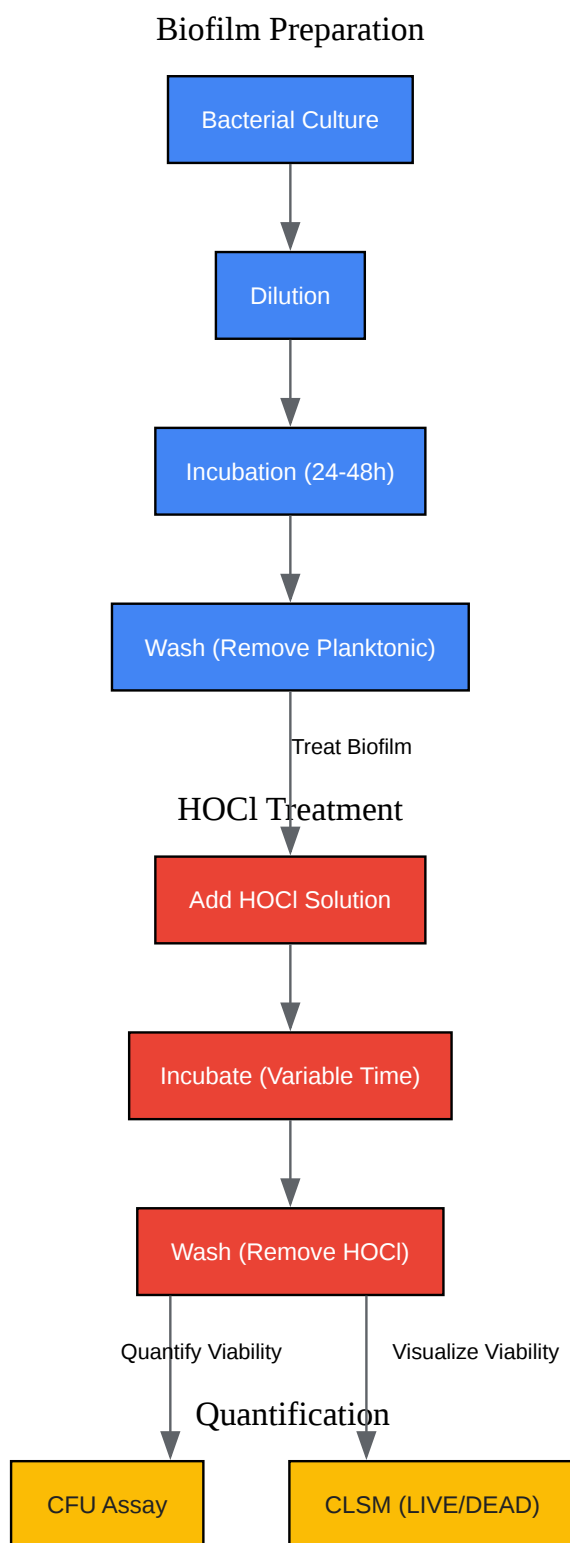 Biofilm Preparation
Bacterial Culture
Dilution
Incubation (24-48h)
Wash (Remove Planktonic)
Treat Biofilm
HOCl Treatment
Add HOCl Solution
Incubate (Variable Time)
Wash (Remove HOCl)
Quantify Viability
Visualize Viability
Quantification
CFU Assay
CLSM (LIVE/DEAD)